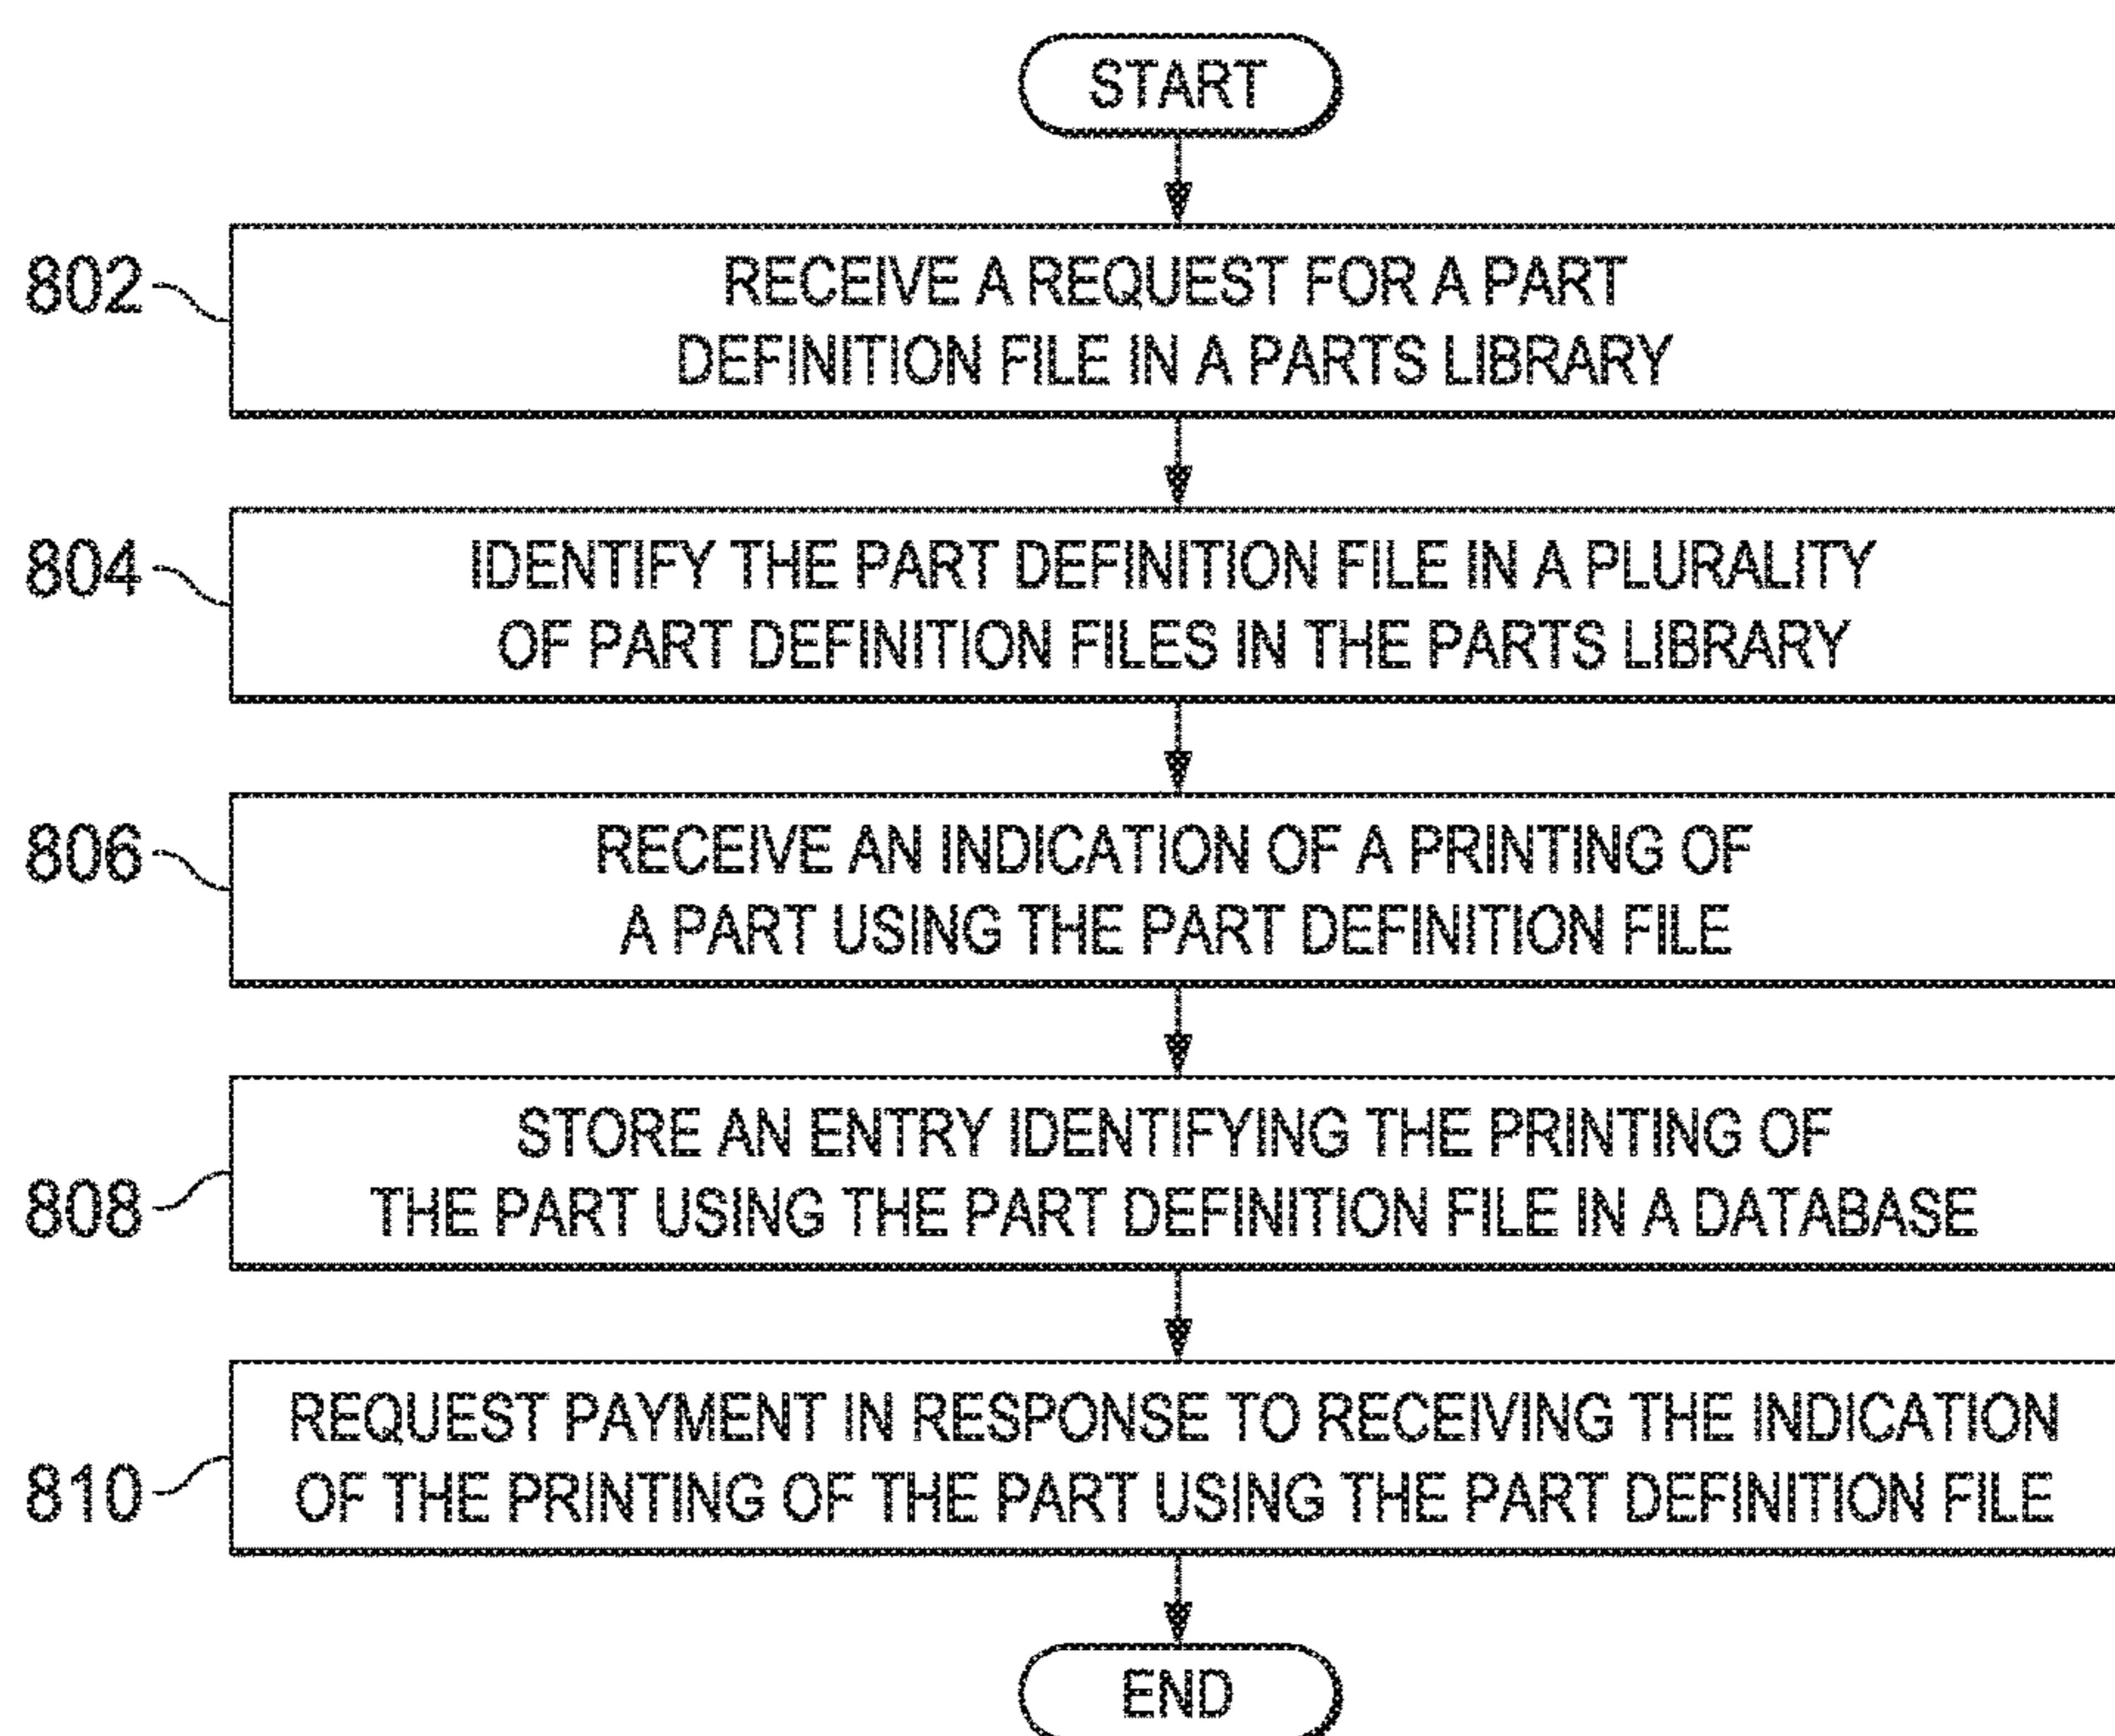 START
802
RECEIVE A REQUEST FOR A PART
DEFINITION FILE IN A PARTS LIBRARY
804
IDENTIFY THE PART DEFINITION FILE IN A PLURALITY
OF PART DEFINITION FILES IN THE PARTS LIBRARY
806
RECEIVE AN INDICATION OF A PRINTING OF
A PART USING THE PART DEFINITION FILE
808
STORE AN ENTRY IDENTIFYING THE PRINTING OF
THE PART USING THE PART DEFINITION FILE IN A DATABASE
810
REQUEST PAYMENT IN RESPONSE TO RECEIVING THE INDICATION
OF THE PRINTING OF THE PART USING THE PART DEFINITION FILE
END